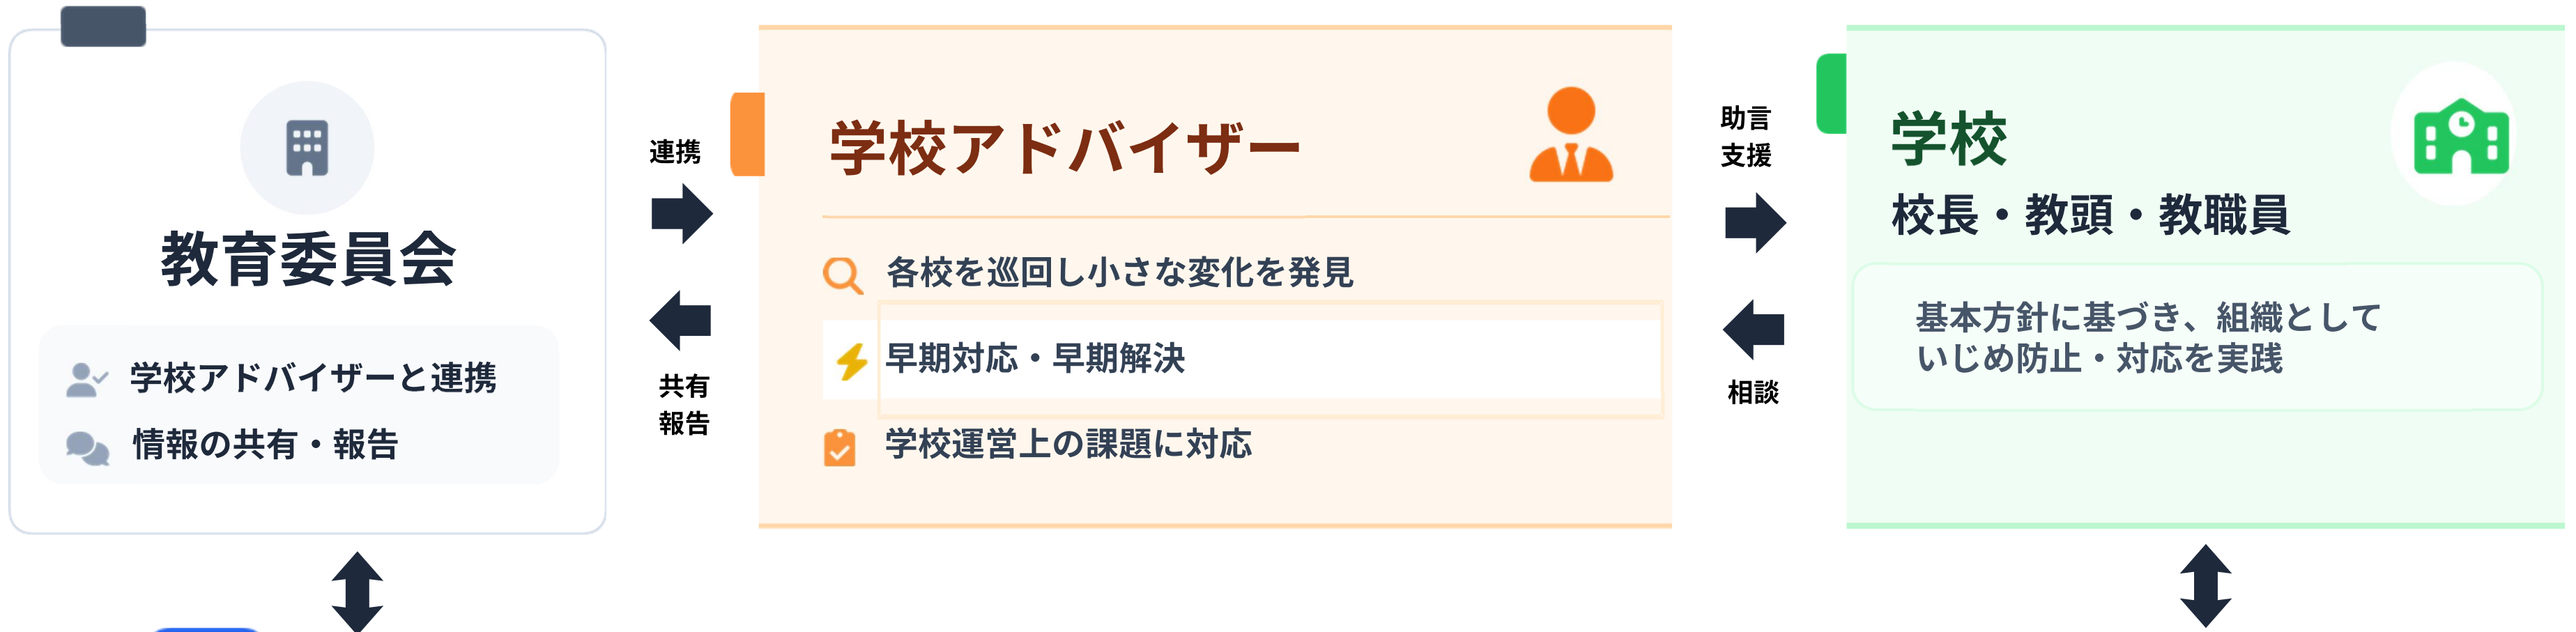 教育委員会
学校アドバイザーと連携
情報の共有・報告
連携
共有
報告
学校アドバイザー
各校を巡回し小さな変化を発見
早期対応・早期解決
学校運営上の課題に対応
助言
支援
相談
学校
校長・教頭・教職員
基本方針に基づき、組織として
いじめ防止・対応を実践